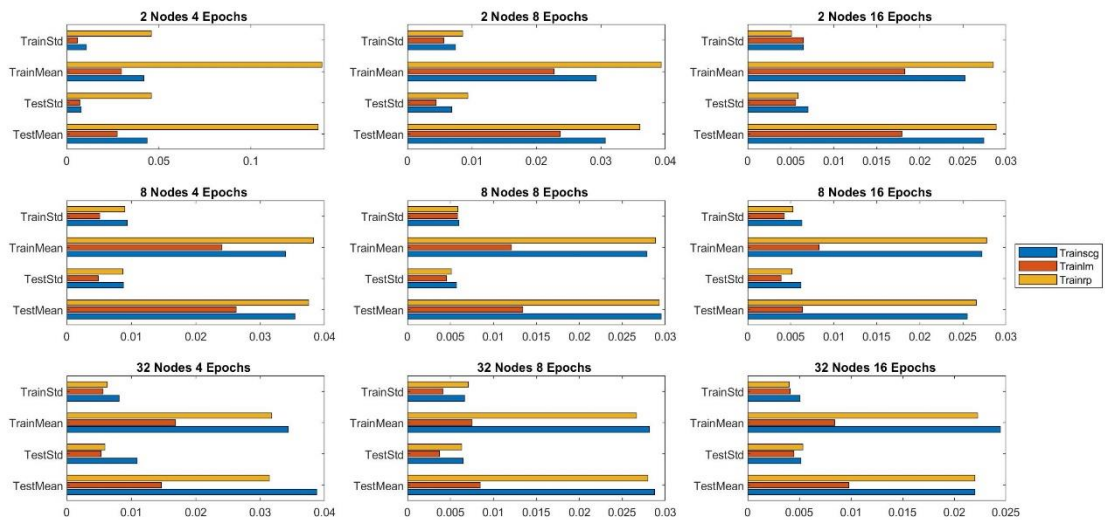 2 Nodes 4 Epochs
TrainStd
TrainMean
TestStd
TestMean
0 0.05 0.1
2 Nodes 8 Epochs
TrainStd
TrainMean
TestStd
TestMean
0 0.01 0.02 0.03 0.04
2 Nodes 16 Epochs
TrainStd
TrainMean
TestStd
TestMean
0 0.005 0.01 0.015 0.02 0.025 0.03
8 Nodes 4 Epochs
TrainStd
TrainMean
TestStd
TestMean
0 0.01 0.02 0.03 0.04
8 Nodes 8 Epochs
TrainStd
TrainMean
TestStd
TestMean
0 0.005 0.01 0.015 0.02 0.025 0.03
8 Nodes 16 Epochs
TrainStd
TrainMean
TestStd
TestMean
0 0.005 0.01 0.015 0.02 0.025 0.03
Trainscg
Trainlm
Trainrp
32 Nodes 4 Epochs
TrainStd
TrainMean
TestStd
TestMean
0 0.01 0.02 0.03 0.04
32 Nodes 8 Epochs
TrainStd
TrainMean
TestStd
TestMean
0 0.005 0.01 0.015 0.02 0.025 0.03
32 Nodes 16 Epochs
TrainStd
TrainMean
TestStd
TestMean
0 0.005 0.01 0.015 0.02 0.025